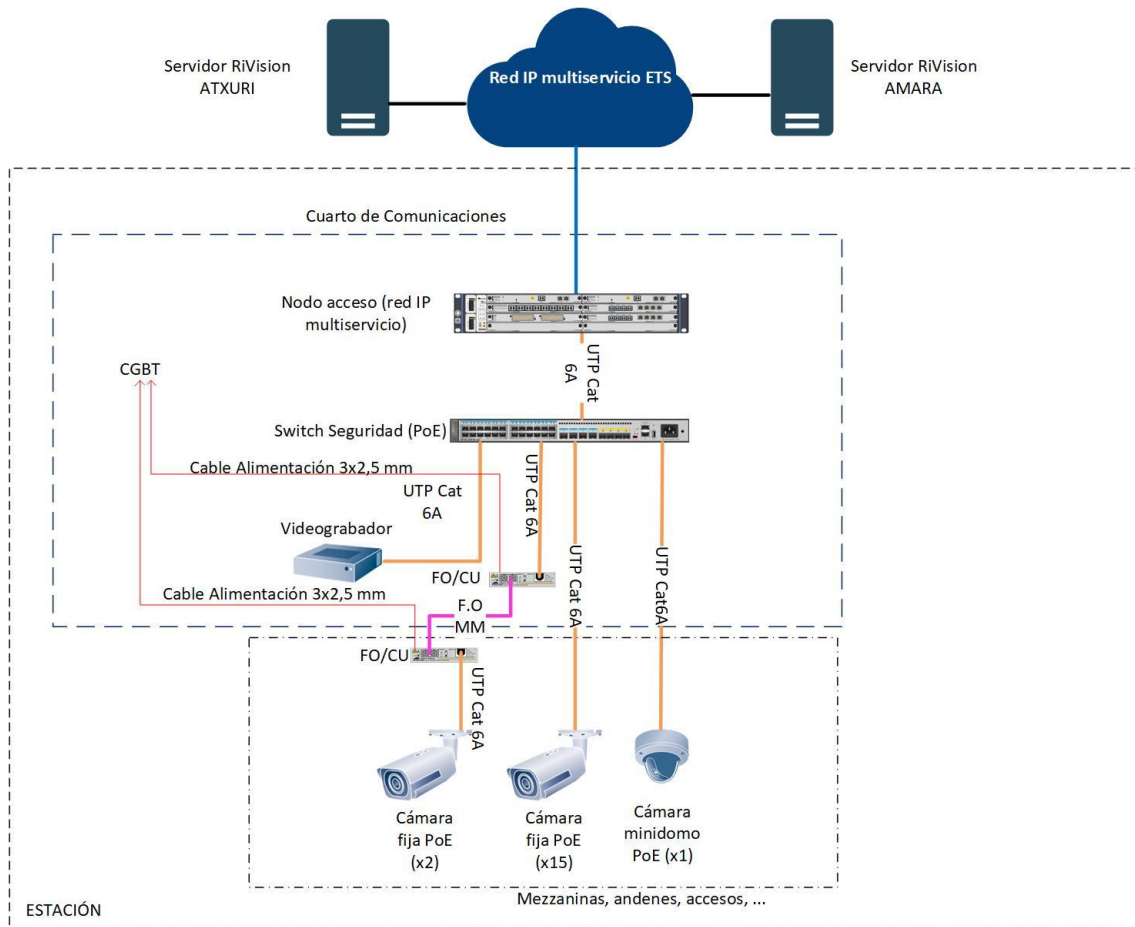 Servidor RiVision
ATXURI
Red IP multiservicio ETS
Servidor RiVision
AMARA
Cuarto de Comunicaciones
Nodo acceso (red IP
multiservicio)
UTP Cat
6A
CGBT
Switch Seguridad (PoE)
Cable Alimentación 3x2,5 mm
UTP Cat
6A
UTP Cat 6A
Videograbador
FO/CU
UTP Cat 6A
UTP Cat6A
Cable Alimentación 3x2,5 mm
F.O
MM
FO/CU
UTP Cat 6A
Cámara
fija PoE
(x2)
Cámara
fija PoE
(x15)
Cámara
minidomo
PoE (x1)
Mezzaninas, andenes, accesos, ...
ESTACIÓN